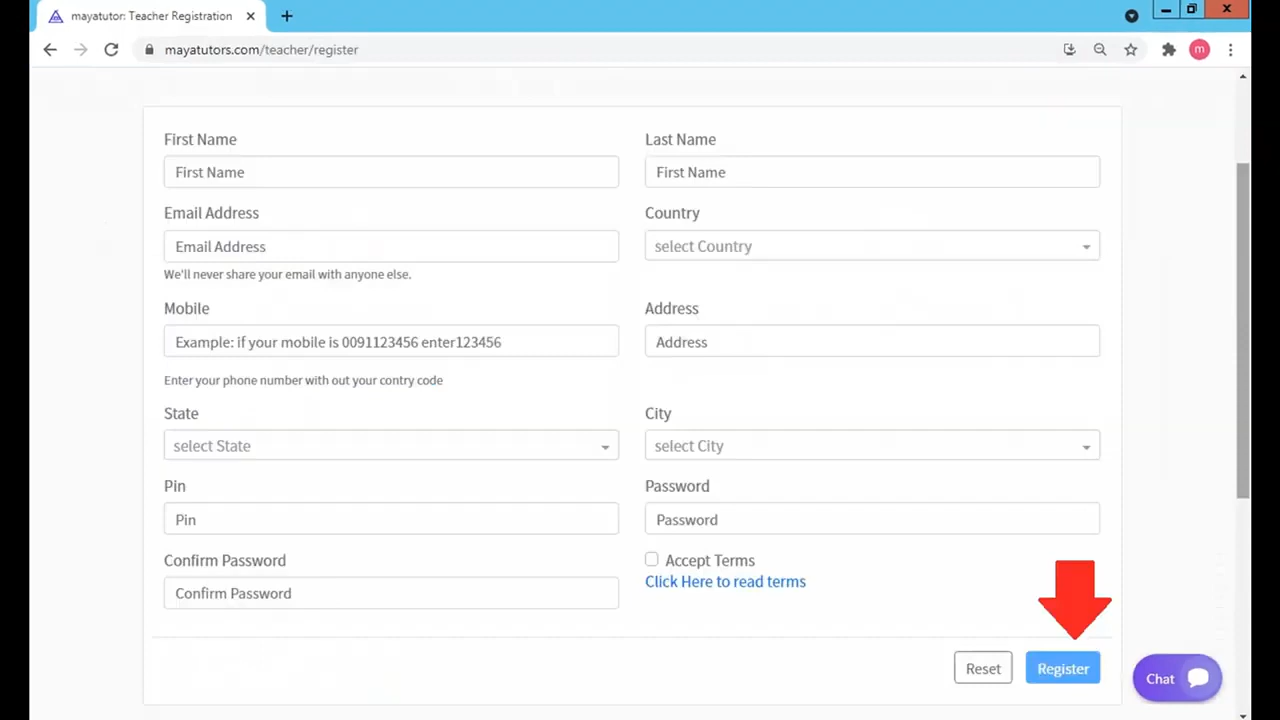 mayatutor: Teacher Registration
mayatutors.com/teacher/register
m
First Name
Last Name
First Name
First Name
Email Address
Country
Email Address
select Country
We'll never share your email with anyone else.
Mobile
Address
Example: if your mobile is 0091123456 enter123456
Address
Enter your phone number with out your contry code
State
City
select State
select City
Pin
Password
Pin
Password
Confirm Password
Accept Terms
Click Here to read terms
Confirm Password
Reset
Register
Chat